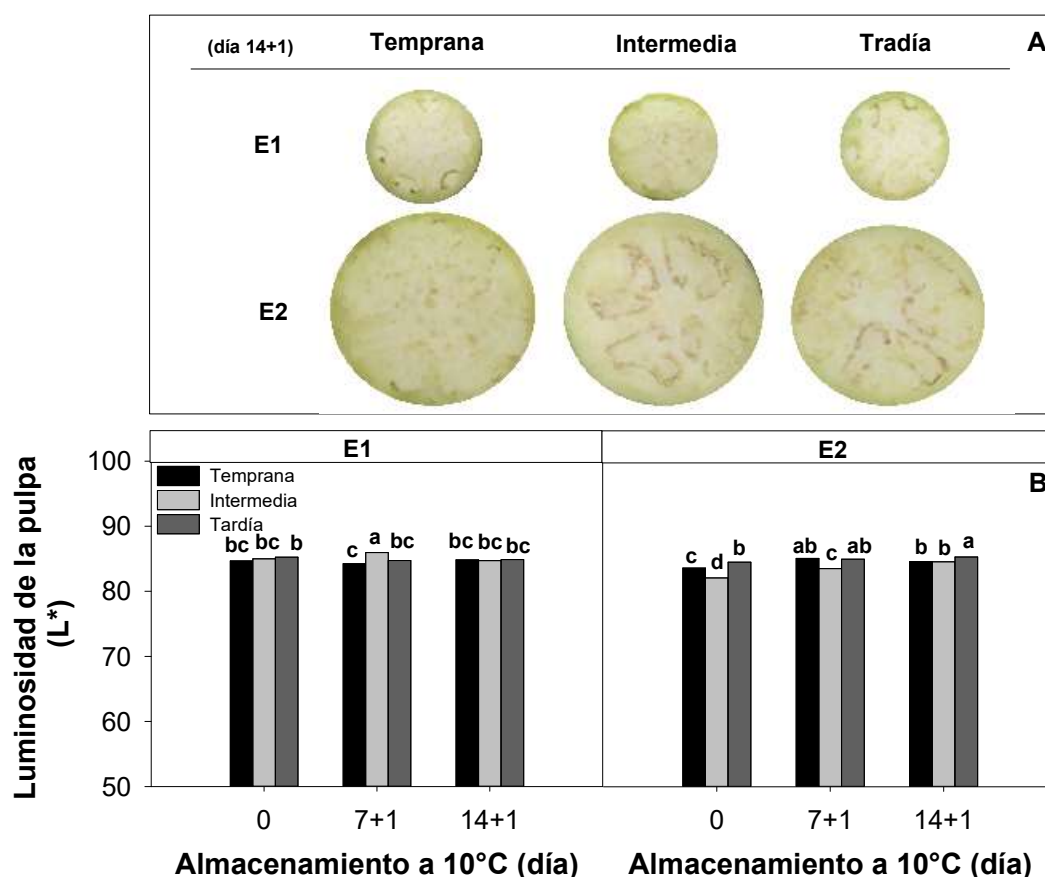 (día 14+1) Temprana Intermedia Tradía A
E1
E2
E1 E2
B
Luminosidad de la pulpa
(L*)
100
90
80
70
60
50
Temprana
Intermedia
Tardía
bc bc b c a bc bc bc bc
c d b ab c ab b b a
0 7+1 14+1 0 7+1 14+1
Almacenamiento a 10°C (día) Almacenamiento a 10°C (día)